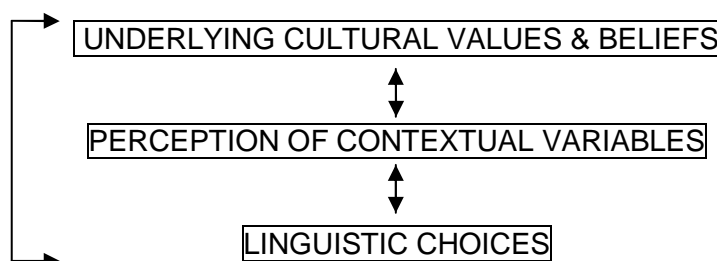 UNDERLYING CULTURAL VALUES & BELIEFS
PERCEPTION OF CONTEXTUAL VARIABLES
LINGUISTIC CHOICES